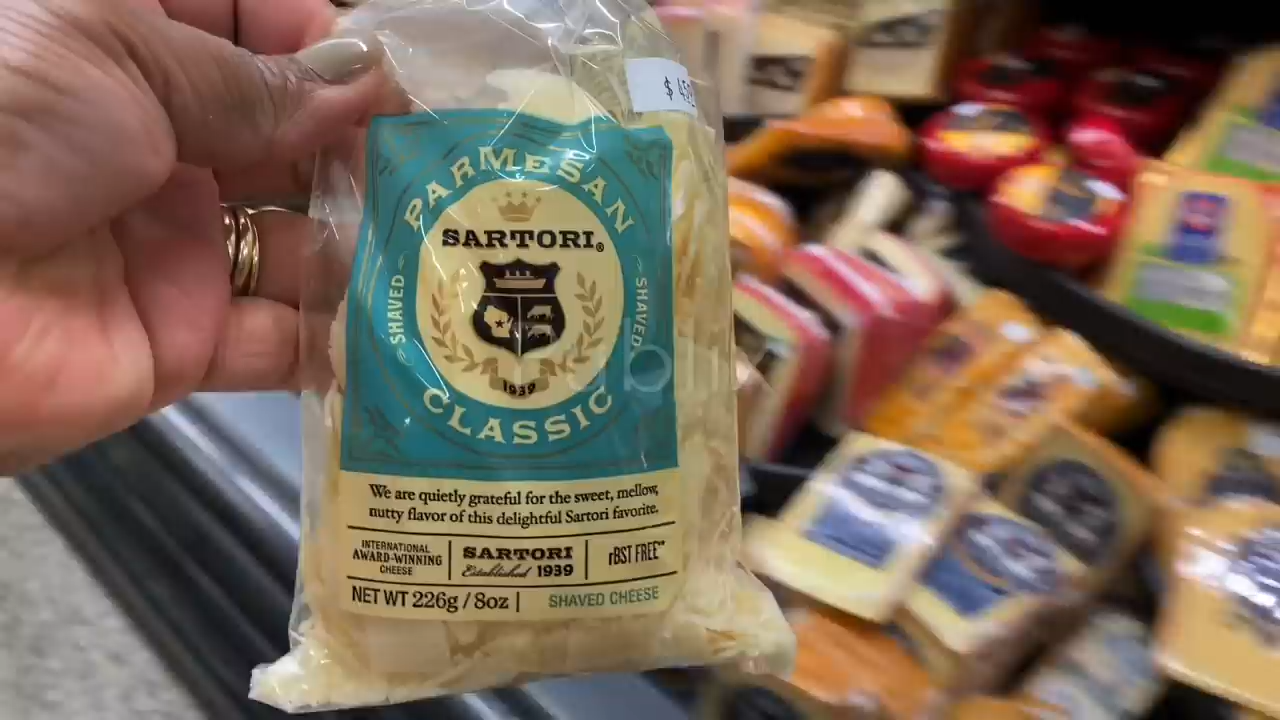 PARMESAN
SARTORI®
SHAVED
SHAVED
1939
CLASSIC
We are quietly grateful for the sweet, mellow,
nutty flavor of this delightful Sartori favorite.
INTERNATIONAL
AWARD-WINNING
CHEESE
SARTORI
Established 1939
rBST FREE**
NET WT 226g / 8oz |
SHAVED CHEESE